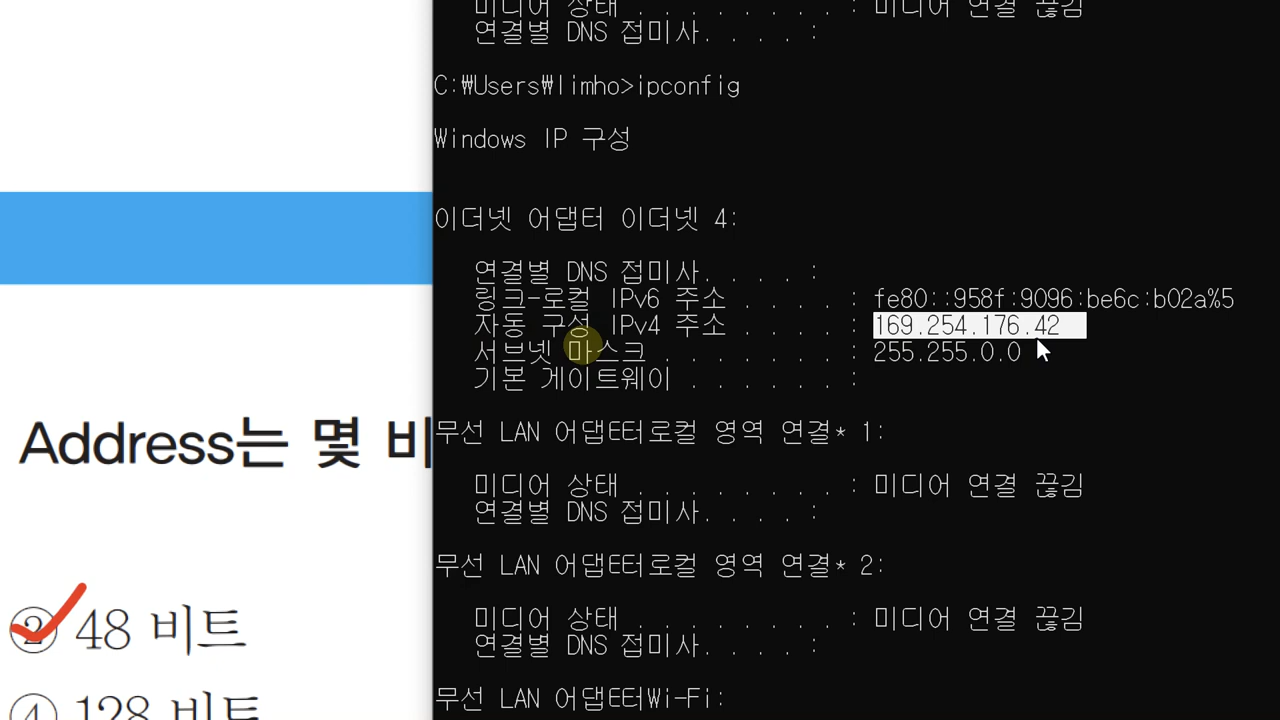 미디어 상태 . . . . . . . . : 미디어 연결 끊김
연결별 DNS 접미사. . . . :
C:₩Users₩limho>ipconfig
Windows IP 구성
이더넷 어댑터 이더넷 4:
연결별 DNS 접미사. . . . :
링크-로컬 IPv6 주소 . . . . : fe80::958f:9096:be6c:b02a%5
자동 구성 IPv4 주소 . . . . : 169.254.176.42
서브넷 마스크 . . . . . . . : 255.255.0.0
기본 게이트웨이 . . . . . . :
무선 LAN 어댑터 로컬 영역 연결* 1:
미디어 상태 . . . . . . . . : 미디어 연결 끊김
연결별 DNS 접미사. . . . :
무선 LAN 어댑터 로컬 영역 연결* 2:
미디어 상태 . . . . . . . . : 미디어 연결 끊김
연결별 DNS 접미사. . . . :
무선 LAN 어댑터 Wi-Fi:
Address는 몇 비
② 48 비트
④ 128 비트